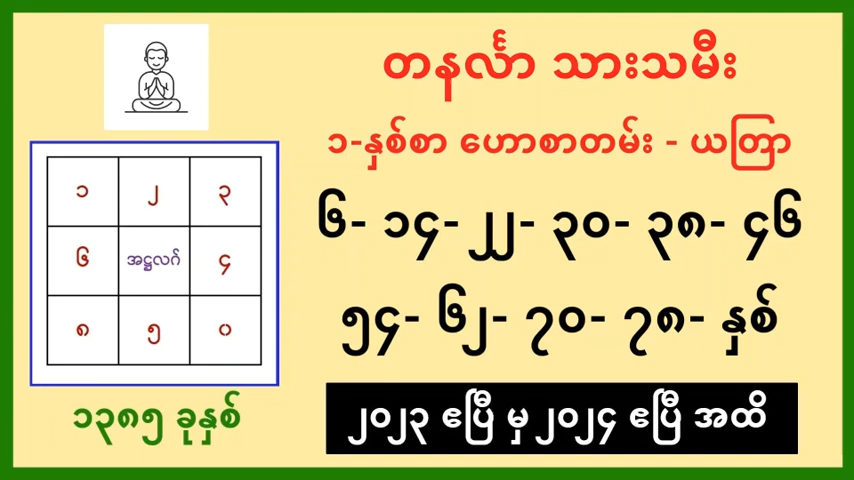 တနင်္လာ သားသမီး
၁-နှစ်စာ ဟောစာတမ်း - ယတြာ
၆- ၁၄- ၂၂- ၃၀- ၃၈- ၄၆
၅၄- ၆၂- ၇၀- ၇၈- နှစ်
၂၀၂၃ ဧပြီ မှ ၂၀၂၄ ဧပြီ အထိ
၁ ၂ ၃
၆ အဋ္ဌလဂ် ၄
၈ ၅ ၀
၁၃၈၅ ခုနှစ်